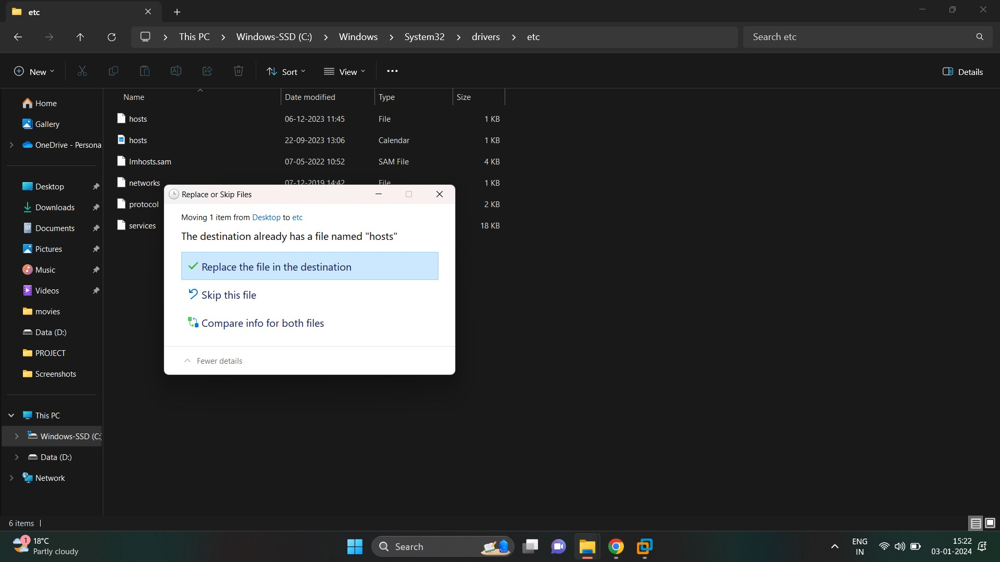 etc
This PC
Windows-SSD (C:)
Windows
System32
drivers
etc
Search etc
New
Sort
View
Details
Name
Date modified
Type
Size
hosts
06-12-2023 11:45
File
1 KB
hosts
22-09-2023 13:06
Calendar
1 KB
lmhosts.sam
07-05-2022 10:52
SAM File
4 KB
networks
07-12-2019 14:42
File
1 KB
protocol
2 KB
services
18 KB
Home
Gallery
OneDrive - Persona
Desktop
Downloads
Documents
Pictures
Music
Videos
movies
Data (D:)
PROJECT
Screenshots
This PC
Windows-SSD (C:)
Data (D:)
Network
Replace or Skip Files
Moving 1 item from Desktop to etc
The destination already has a file named "hosts"
Replace the file in the destination
Skip this file
Compare info for both files
Fewer details
6 items
1
18°C
Partly cloudy
Search
ENG
IN
15:22
03-01-2024